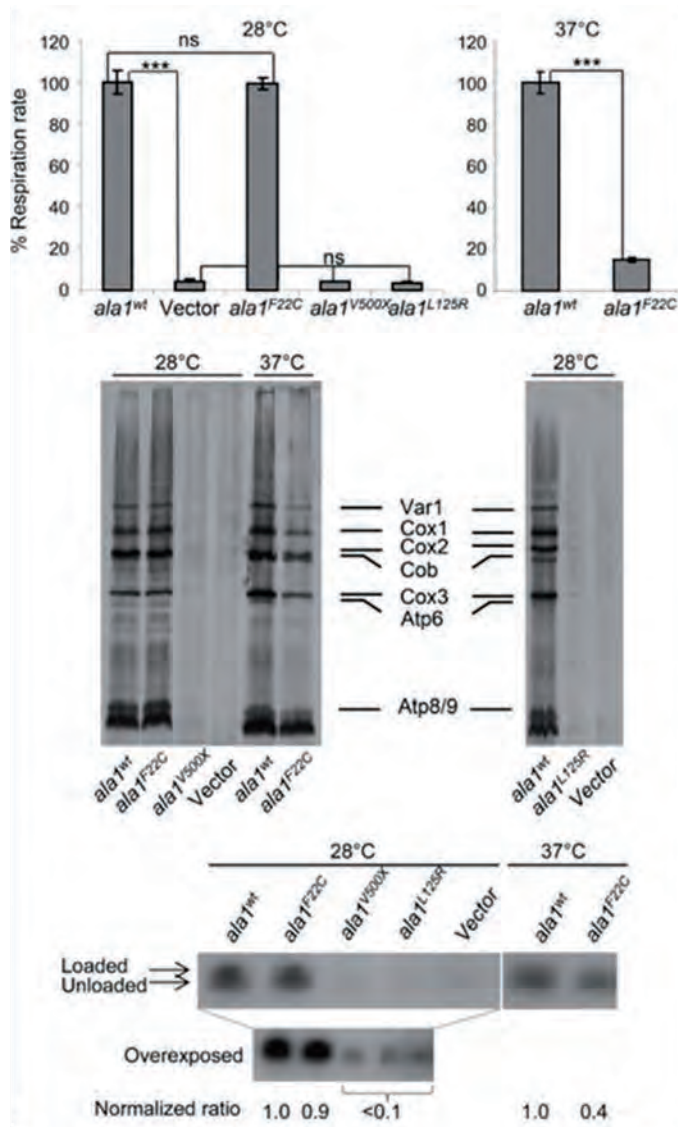 28°C
37°C
ns
***
***
120
100
80
60
40
20
0
% Respiration rate
ns
120
100
80
60
40
20
0
ala1wt Vector ala1F22C ala1V500X ala1L125R
ala1wt ala1F22C
28°C 37°C 28°C
Var1
Cox1
Cox2
Cob
Cox3
Atp6
Atp8/9
ala1wt ala1F22C ala1V500X Vector ala1wt ala1F22C
ala1wt ala1L125R Vector
28°C 37°C
ala1wt ala1F22C ala1V500X ala1L125R Vector ala1wt ala1F22C
Loaded
Unloaded
Overexposed
Normalized ratio 1.0 0.9 <0.1 1.0 0.4